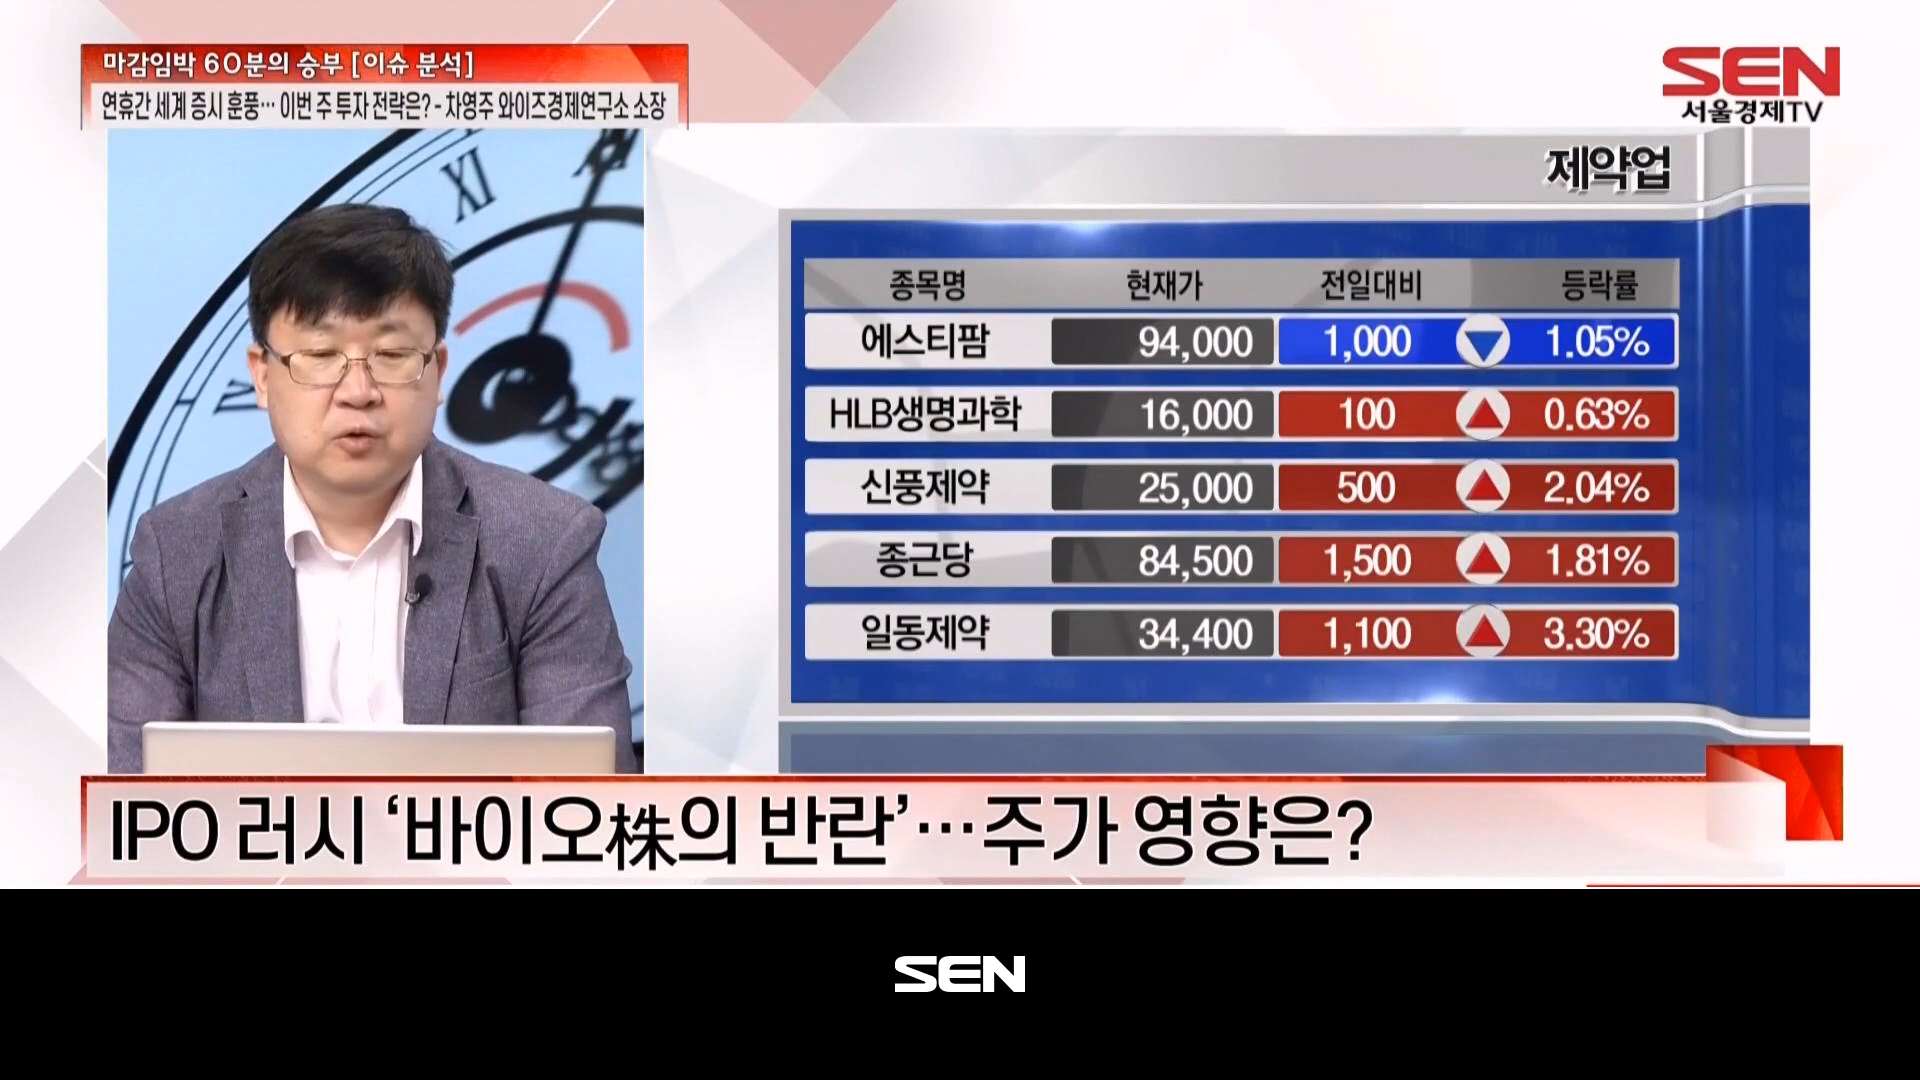 마감임박 60분의 승부 [이슈 분석]
연휴간 세계 증시 훈풍… 이번 주 투자 전략은? - 차영주 와이즈경제연구소 소장
SEN
서울경제TV
XI
제약업
종목명 현재가 전일대비 등락률
에스티팜 94,000 1,000 ▼ 1.05%
HLB생명과학 16,000 100 ▲ 0.63%
신풍제약 25,000 500 ▲ 2.04%
종근당 84,500 1,500 ▲ 1.81%
일동제약 34,400 1,100 ▲ 3.30%
IPO 러시 ‘바이오株의 반란’…주가 영향은?
SEN